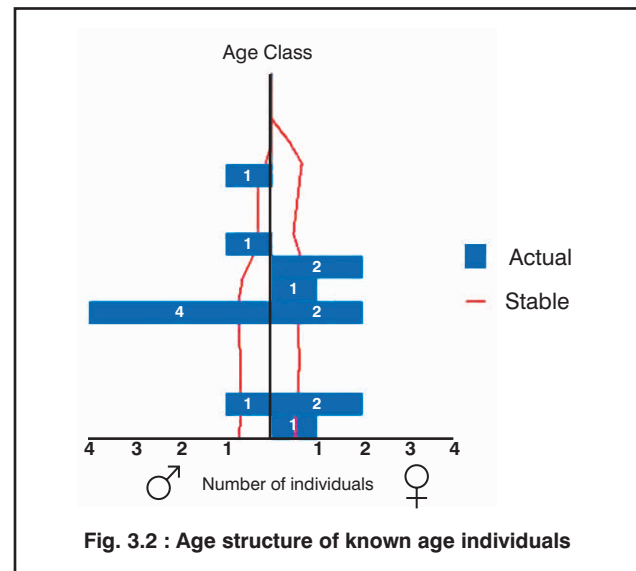 Age Class
1
1
2
1
4 2
1 2
1
Actual
Stable
4 3 2 1 1 2 3 4
♂ Number of individuals ♀
Fig. 3.2 : Age structure of known age individuals